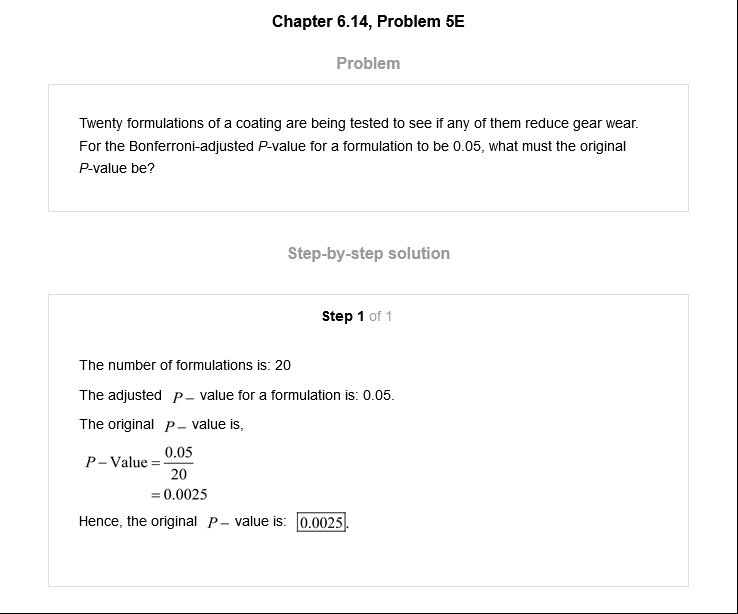 Chapter 6.14, Problem 5E
Problem
Twenty formulations of a coating are being tested to see if any of them reduce gear wear.
For the Bonferroni-adjusted P-value for a formulation to be 0.05, what must the original
P-value be?
Step-by-step solution
Step 1 of 1
The number of formulations is: 20
The adjusted P – value for a formulation is: 0.05.
The original P – value is,
P – Value = 0.05
20
= 0.0025
Hence, the original P – value is: 0.0025.